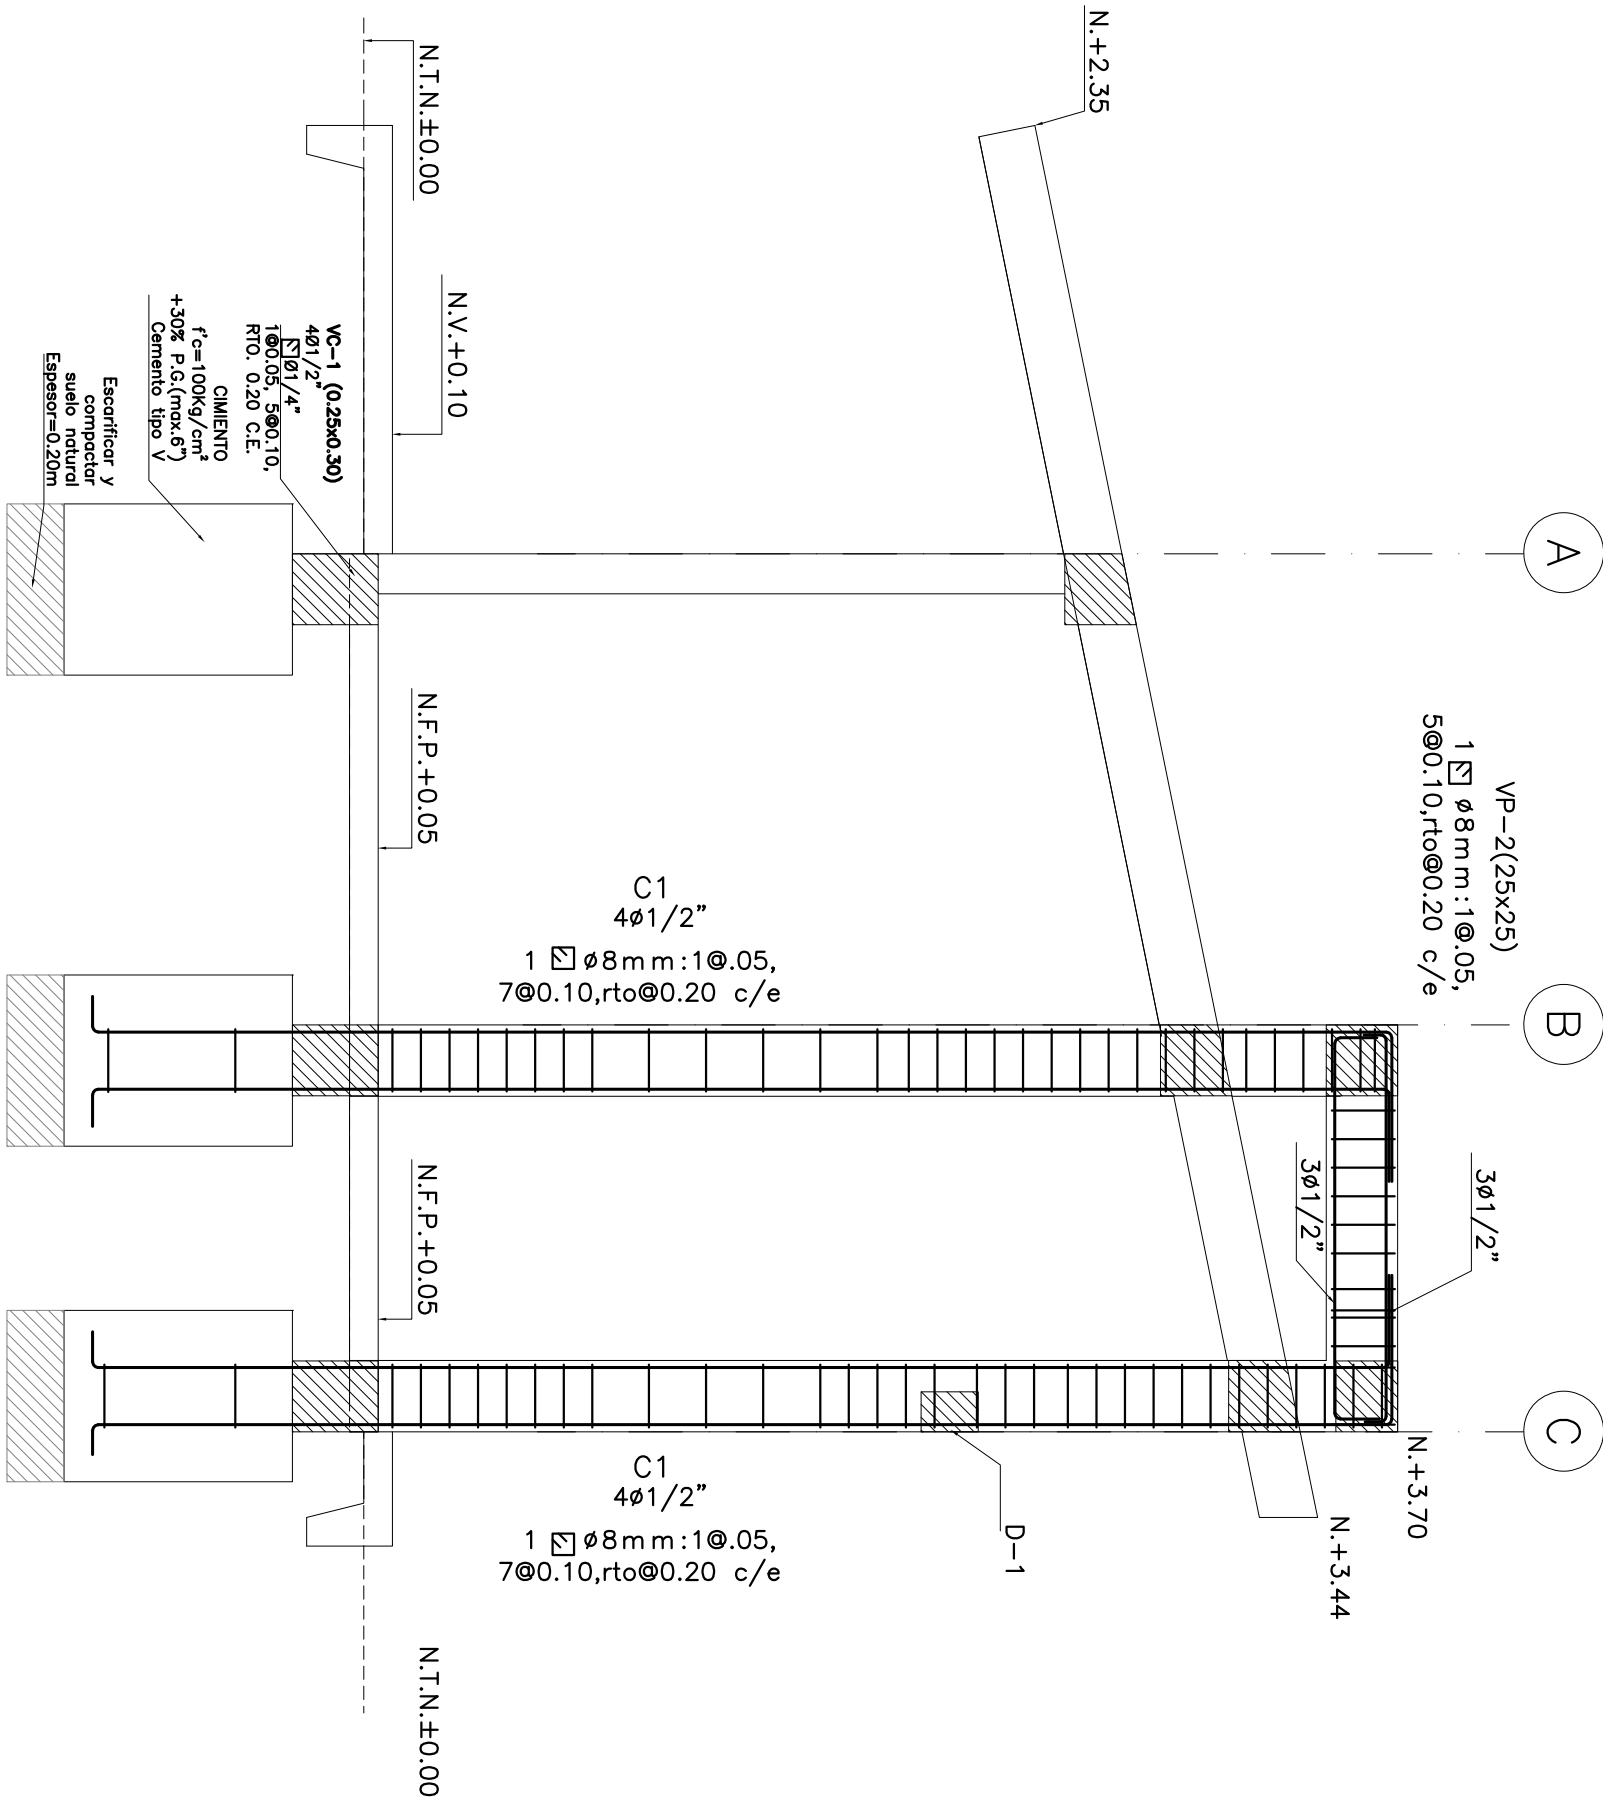 A
B
C
VP-2(25x25)
1 ø8mm:1@.05,
5@0.10,rto@0.20 c/e
3ø1/2”
3ø1/2”
N.+3.70
N.+3.44
N.+2.35
D-1
C1
4ø1/2”
1 ø8mm:1@.05,
7@0.10,rto@0.20 c/e
C1
4ø1/2”
1 ø8mm:1@.05,
7@0.10,rto@0.20 c/e
N.T.N.±0.00
N.V.+0.10
N.F.P.+0.05
N.F.P.+0.05
N.T.N.±0.00
VC-1 (0.25x0.30)
4Ø1/2”
Ø1/4”
1@0.05, 5@0.10,
RTO. 0.20 C.E.
CIMIENTO
f'c=100Kg/cm²
+30% P.G.(max.6”)
Cemento tipo V
Escarificar y
compactar
suelo natural
Espesor=0.20m